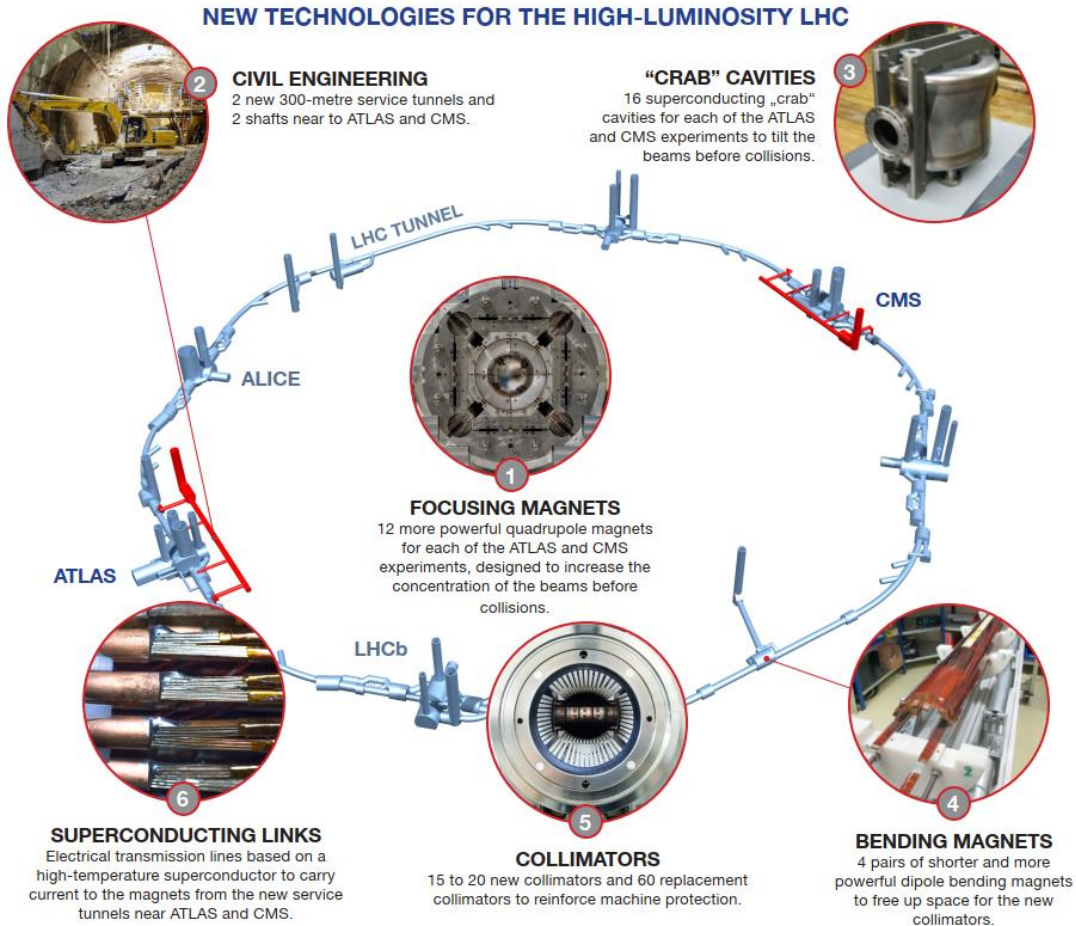 NEW TECHNOLOGIES FOR THE HIGH-LUMINOSITY LHC
2
CIVIL ENGINEERING
2 new 300-metre service tunnels and
2 shafts near to ATLAS and CMS.
“CRAB” CAVITIES
16 superconducting „crab“
cavities for each of the ATLAS
and CMS experiments to tilt the
beams before collisions.
3
LHC TUNNEL
CMS
ALICE
1
FOCUSING MAGNETS
12 more powerful quadrupole magnets
for each of the ATLAS and CMS
experiments, designed to increase the
concentration of the beams before
collisions.
ATLAS
LHCb
6
SUPERCONDUCTING LINKS
Electrical transmission lines based on a
high-temperature superconductor to carry
current to the magnets from the new service
tunnels near ATLAS and CMS.
5
COLLIMATORS
15 to 20 new collimators and 60 replacement
collimators to reinforce machine protection.
2
4
BENDING MAGNETS
4 pairs of shorter and more
powerful dipole bending magnets
to free up space for the new
collimators.